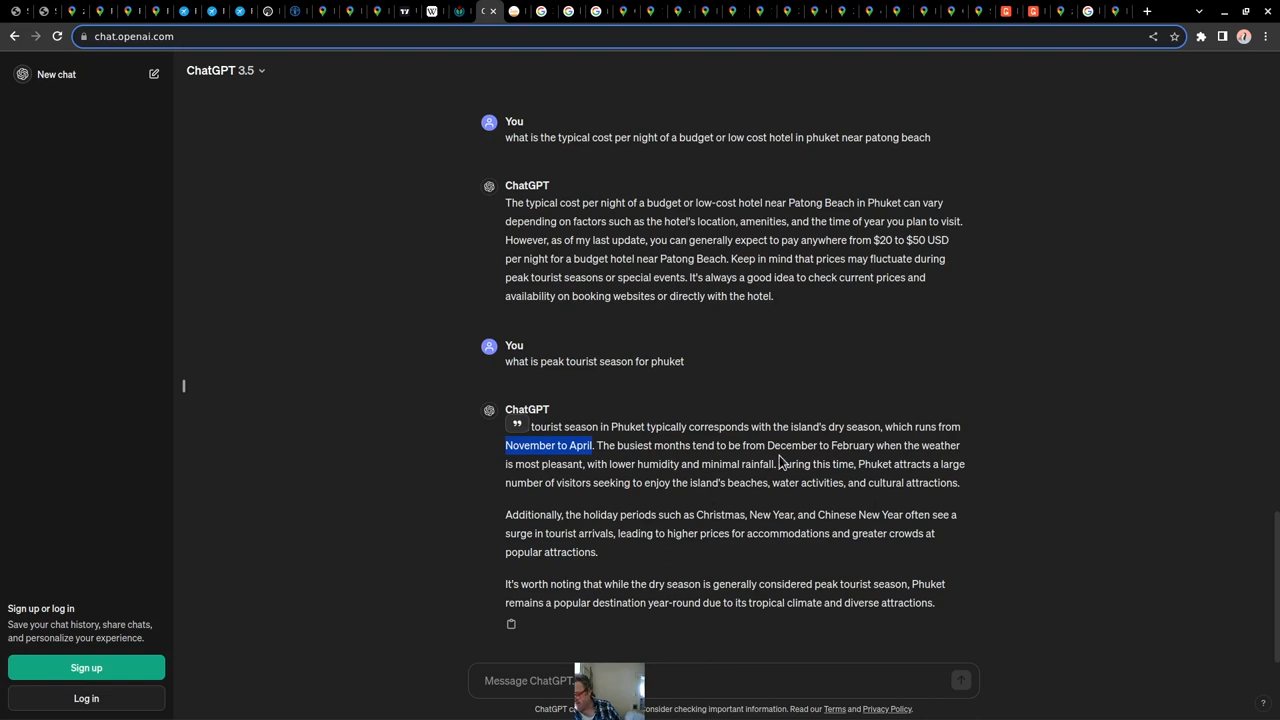 chat.openai.com
New chat
ChatGPT 3.5
You
what is the typical cost per night of a budget or low cost hotel in phuket near patong beach
ChatGPT
The typical cost per night of a budget or low-cost hotel near Patong Beach in Phuket can vary
depending on factors such as the hotel's location, amenities, and the time of year you plan to visit.
However, as of my last update, you can generally expect to pay anywhere from $20 to $50 USD
per night for a budget hotel near Patong Beach. Keep in mind that prices may fluctuate during
peak tourist seasons or special events. It's always a good idea to check current prices and
availability on booking websites or directly with the hotel.
You
what is peak tourist season for phuket
ChatGPT
tourist season in Phuket typically corresponds with the island's dry season, which runs from
November to April. The busiest months tend to be from December to February when the weather
is most pleasant, with lower humidity and minimal rainfall. During this time, Phuket attracts a large
number of visitors seeking to enjoy the island's beaches, water activities, and cultural attractions.
Additionally, the holiday periods such as Christmas, New Year, and Chinese New Year often see a
surge in tourist arrivals, leading to higher prices for accommodations and greater crowds at
popular attractions.
It's worth noting that while the dry season is generally considered peak tourist season, Phuket
remains a popular destination year-round due to its tropical climate and diverse attractions.
Sign up or log in
Save your chat history, share chats,
and personalize your experience.
Sign up
Log in
Message ChatGPT
ChatGPT c consider checking important information. Read our Terms and Privacy Policy.
?